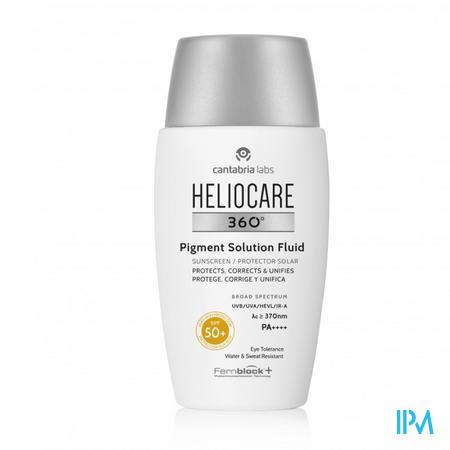 cantabria labs
HELIOCARE
360°
Pigment Solution Fluid
SUNSCREEN / PROTECTOR SOLAR
PROTECTS, CORRECTS & UNIFIES
PROTEGE, CORRIGE Y UNIFICA
BROAD SPECTRUM
UVB/UVA/HEVL/IR-A
λc ≥ 370nm
PA++++
SPF
50+
Eye Tolerance
Water & Sweat Resistant
Fernblock+
IPM